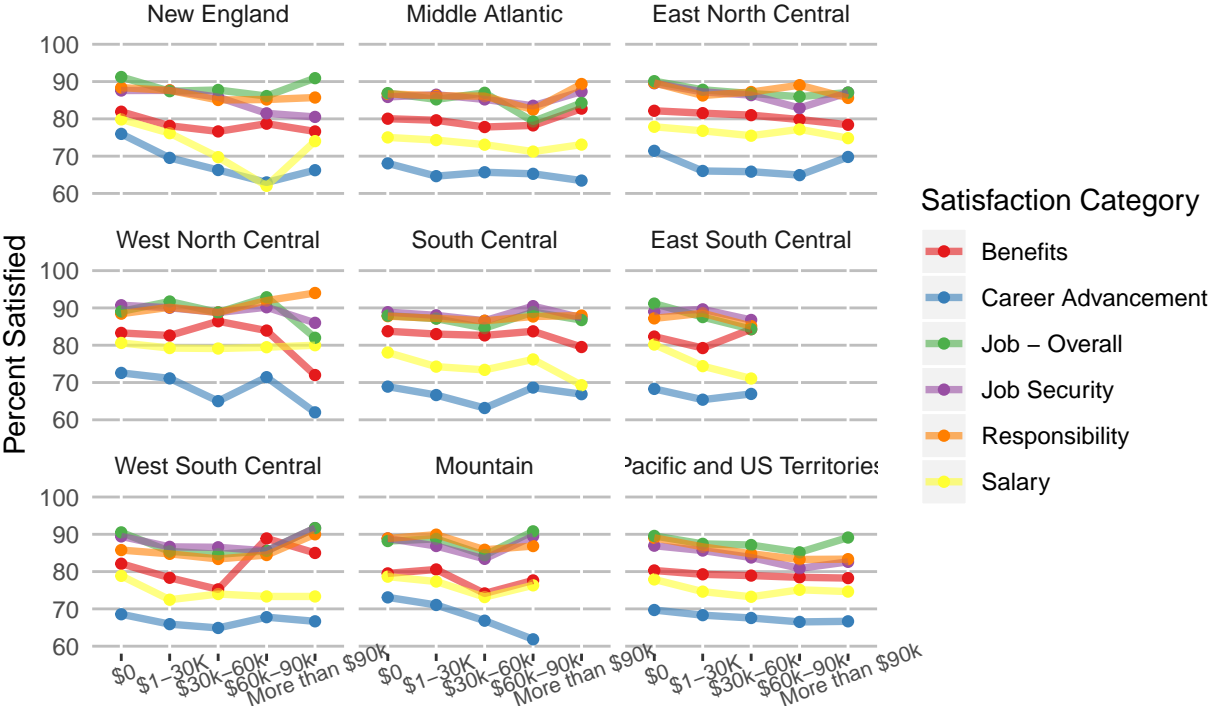 New England
Middle Atlantic
East North Central
100
90
80
70
60
West North Central
South Central
East South Central
100
90
80
70
60
West South Central
Mountain
Pacific and US Territories
100
90
80
70
60
$0
$1–30K
$30k–60k
$60k–90k
More than $90k
$0
$1–30K
$30k–60k
$60k–90k
More than $90k
$0
$1–30K
$30k–60k
$60k–90k
More than $90k
Percent Satisfied
Satisfaction Category
Benefits
Career Advancement
Job – Overall
Job Security
Responsibility
Salary